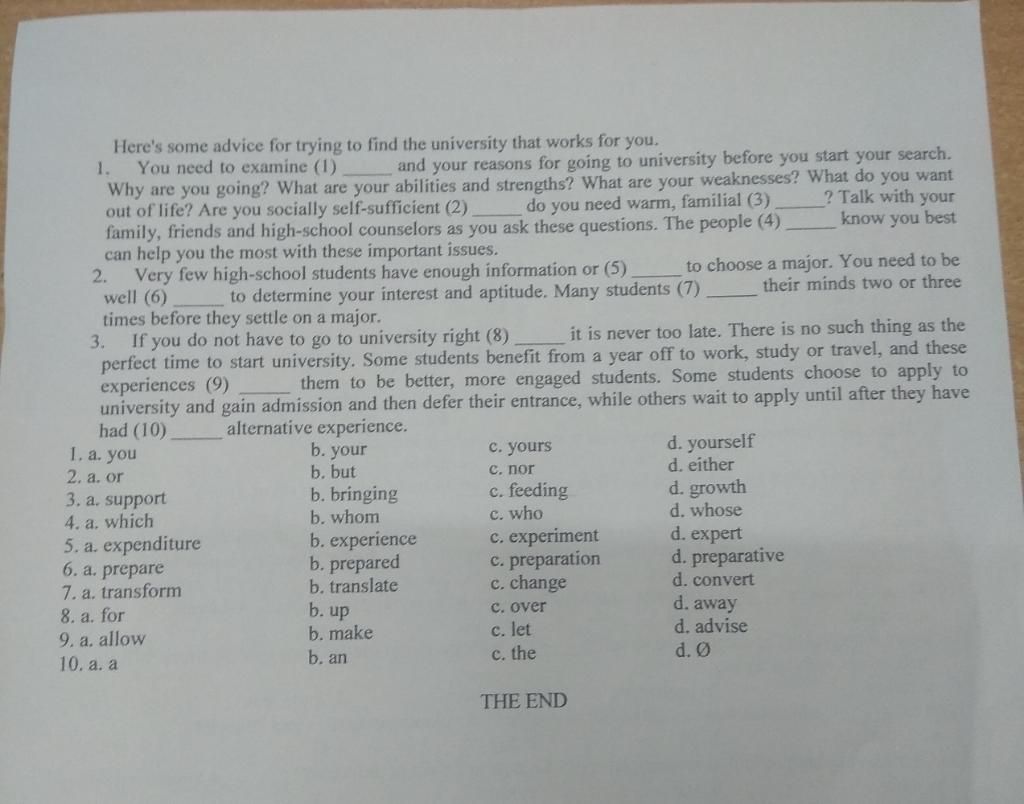 Here's some advice for trying to find the university that works for you.
1. You need to examine (1) _____ and your reasons for going to university before you start your search.
Why are you going? What are your abilities and strengths? What are your weaknesses? What do you want
out of life? Are you socially self-sufficient (2) _____ do you need warm, familial (3) _____? Talk with your
family, friends and high-school counselors as you ask these questions. The people (4) _____ know you best
can help you the most with these important issues.
2. Very few high-school students have enough information or (5) _____ to choose a major. You need to be
well (6) _____ to determine your interest and aptitude. Many students (7) _____ their minds two or three
times before they settle on a major.
3. If you do not have to go to university right (8) _____ it is never too late. There is no such thing as the
perfect time to start university. Some students benefit from a year off to work, study or travel, and these
experiences (9) _____ them to be better, more engaged students. Some students choose to apply to
university and gain admission and then defer their entrance, while others wait to apply until after they have
had (10) _____ alternative experience.
1. a. you b. your c. yours d. yourself
2. a. or b. but c. nor d. either
3. a. support b. bringing c. feeding d. growth
4. a. which b. whom c. who d. whose
5. a. expenditure b. experience c. experiment d. expert
6. a. prepare b. prepared c. preparation d. preparative
7. a. transform b. translate c. change d. convert
8. a. for b. up c. over d. away
9. a. allow b. make c. let d. advise
10. a. a b. an c. the d. Ø
THE END